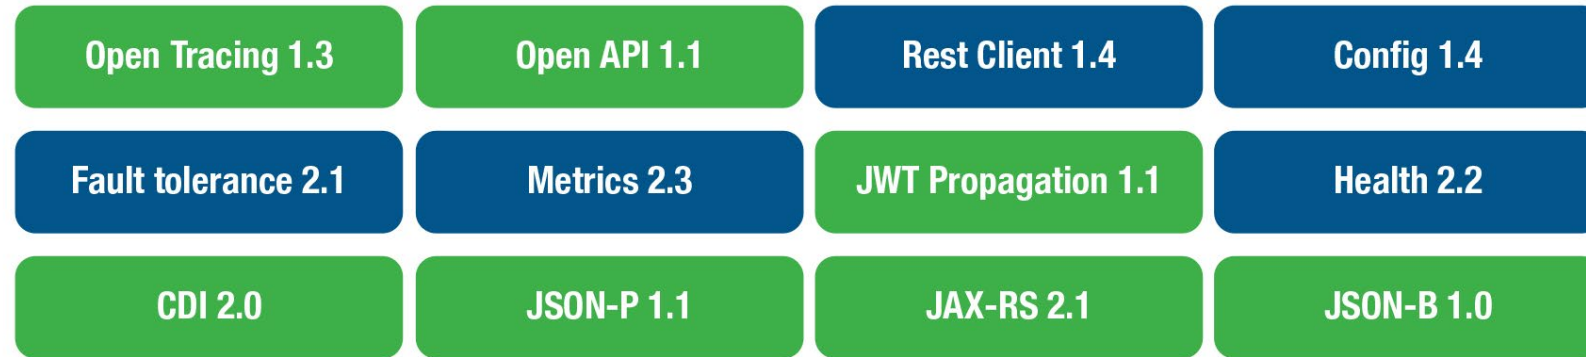 Open Tracing 1.3
Open API 1.1
Rest Client 1.4
Config 1.4
Fault tolerance 2.1
Metrics 2.3
JWT Propagation 1.1
Health 2.2
CDI 2.0
JSON-P 1.1
JAX-RS 2.1
JSON-B 1.0